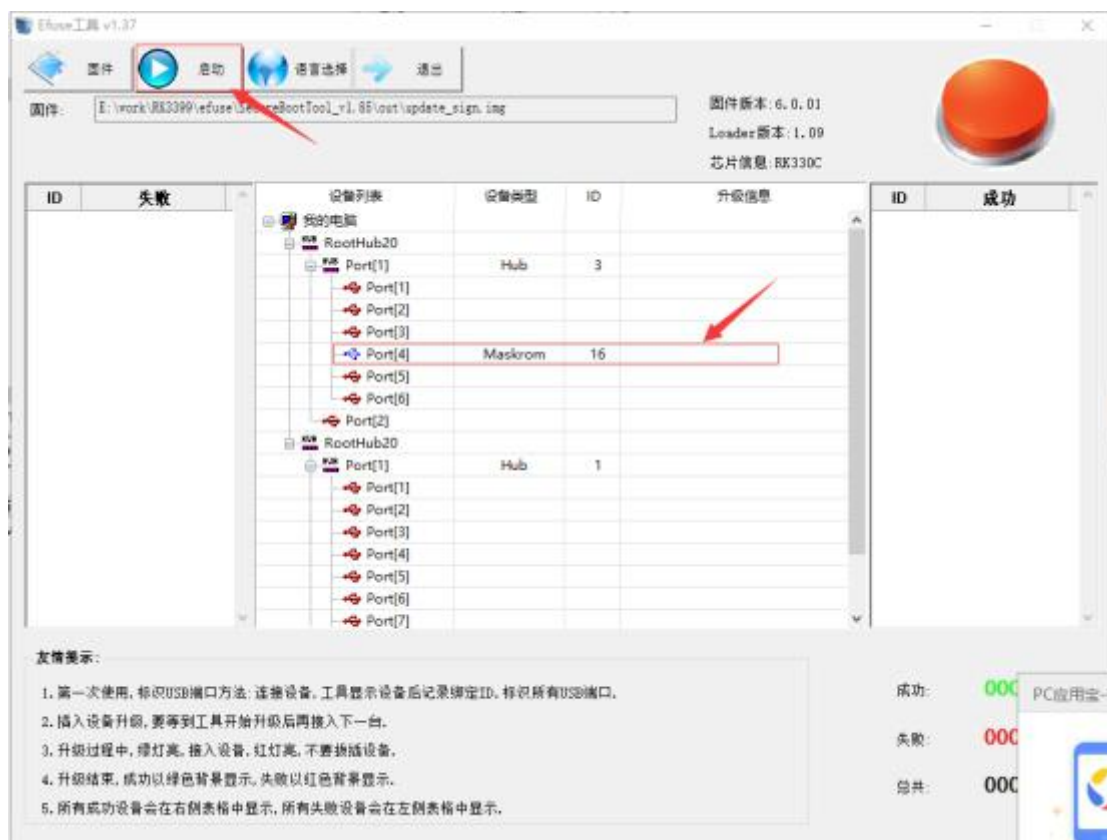 Efuse工具 v1.37
固件 启动 语言选择 退出
固件: E:\work\RK3399\efuse\SecureBootTool_v1.85\out\update_sign.img
固件版本:6.0.01
Loader版本:1.09
芯片信息:RK330C
ID 失败
设备列表 设备类型 ID 升级信息
ID 成功
我的电脑
RootHub20
Port[1] Hub 3
Port[1]
Port[2]
Port[3]
Port[4] Maskrom 16
Port[5]
Port[6]
Port[2]
RootHub20
Port[1] Hub 1
Port[1]
Port[2]
Port[3]
Port[4]
Port[5]
Port[6]
Port[7]
友情提示:
1.第一次使用,标识USB端口方法:连接设备,工具显示设备后记录绑定ID,标识所有USB端口.
2.插入设备升级,要等到工具开始升级后再接入下一台.
3.升级过程中,绿灯亮,接入设备,红灯亮,不要拔插设备.
4.升级结束,成功以绿色背景显示,失败以红色背景显示.
5.所有成功设备会在右侧表格中显示,所有失败设备会在左侧表格中显示.
成功: 000
失败: 000
总共: 000
PC应用宝-